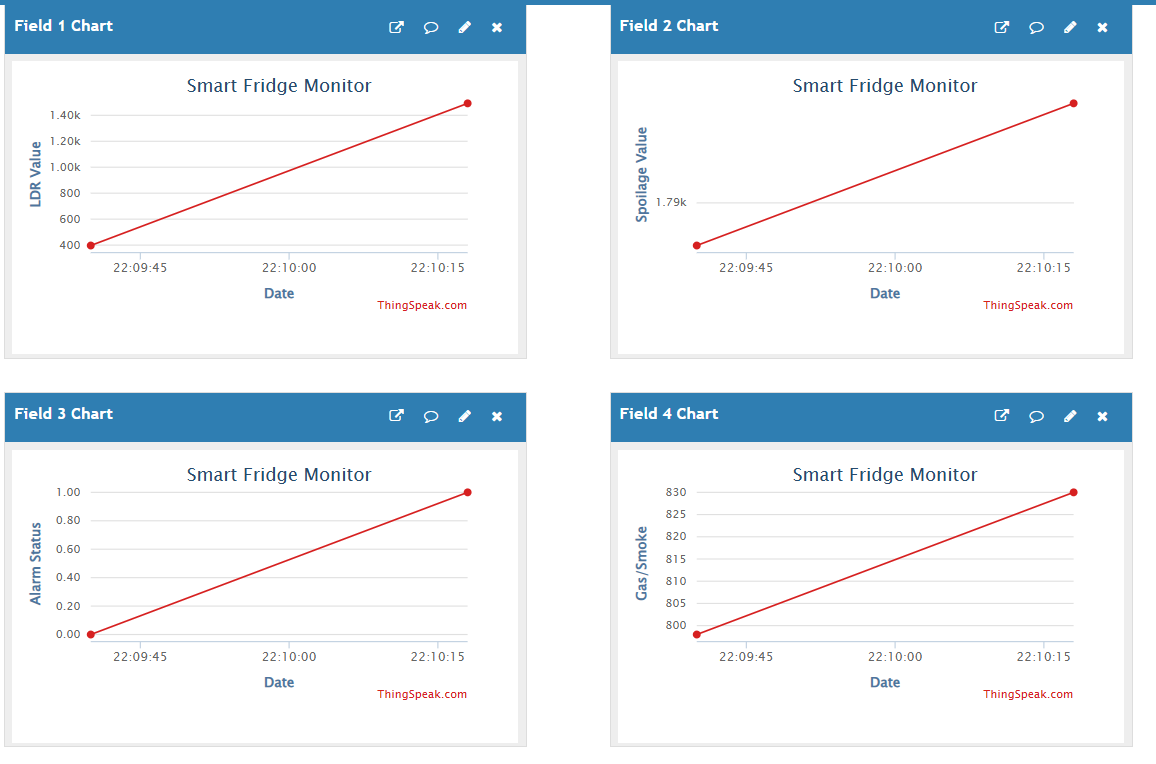 Field 1 Chart
Smart Fridge Monitor
LDR Value
1.40k
1.20k
1.00k
800
600
400
22:09:45 22:10:00 22:10:15
Date
ThingSpeak.com
Field 2 Chart
Smart Fridge Monitor
Spoilage Value
1.79k
22:09:45 22:10:00 22:10:15
Date
ThingSpeak.com
Field 3 Chart
Smart Fridge Monitor
Alarm Status
1.00
0.80
0.60
0.40
0.20
0.00
22:09:45 22:10:00 22:10:15
Date
ThingSpeak.com
Field 4 Chart
Smart Fridge Monitor
Gas/Smoke
830
825
820
815
810
805
800
22:09:45 22:10:00 22:10:15
Date
ThingSpeak.com